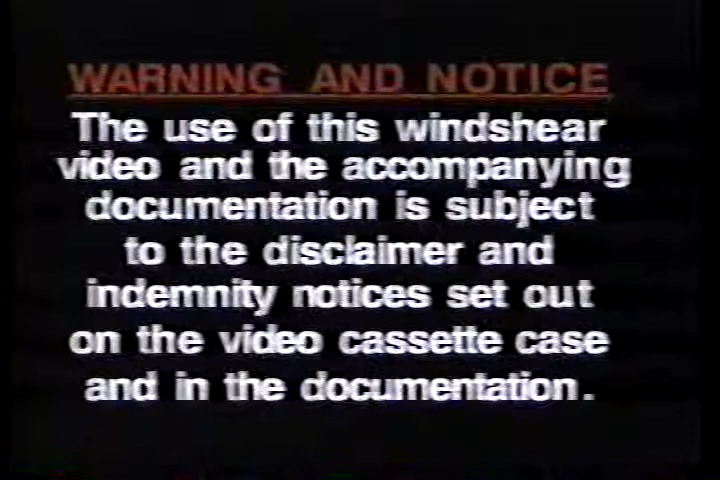 WARNING AND NOTICE
The use of this windshear
video and the accompanying
documentation is subject
to the disclaimer and
indemnity notices set out
on the video cassette case
and in the documentation.